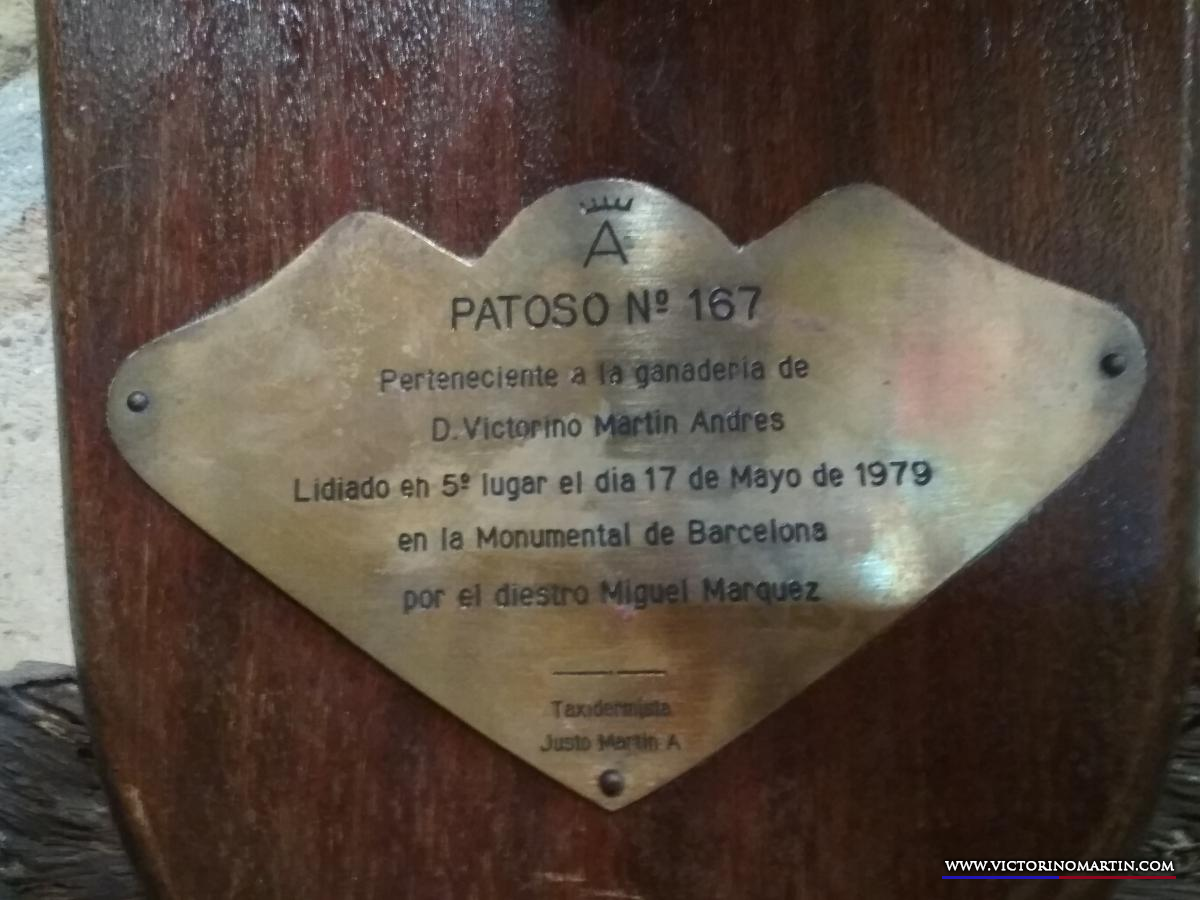 A
PATOSO Nº 167
Perteneciente a la ganaderia de
D. Victorino Martin Andres
Lidiado en 5º lugar el dia 17 de Mayo de 1979
en la Monumental de Barcelona
por el diestro Miguel Marquez
Taxidermista
Justo Martin A
WWW.VICTORINOMARTIN.COM